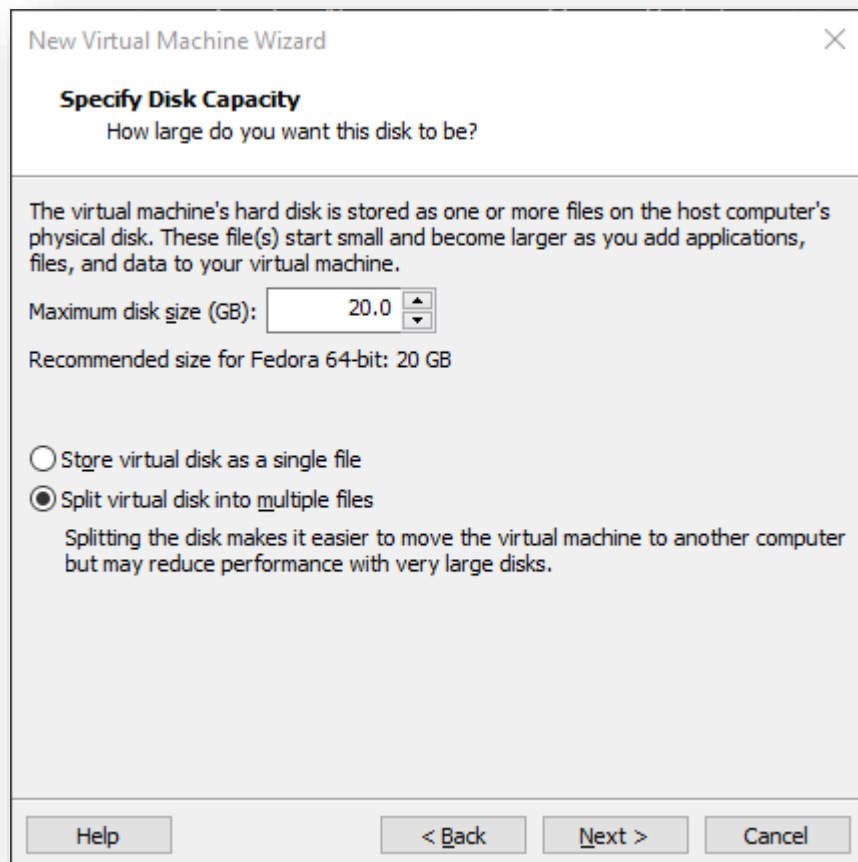 New Virtual Machine Wizard
Specify Disk Capacity
How large do you want this disk to be?
The virtual machine's hard disk is stored as one or more files on the host computer's
physical disk. These file(s) start small and become larger as you add applications,
files, and data to your virtual machine.
Maximum disk size (GB): 20.0
Recommended size for Fedora 64-bit: 20 GB
Store virtual disk as a single file
Split virtual disk into multiple files
Splitting the disk makes it easier to move the virtual machine to another computer
but may reduce performance with very large disks.
Help < Back Next > Cancel